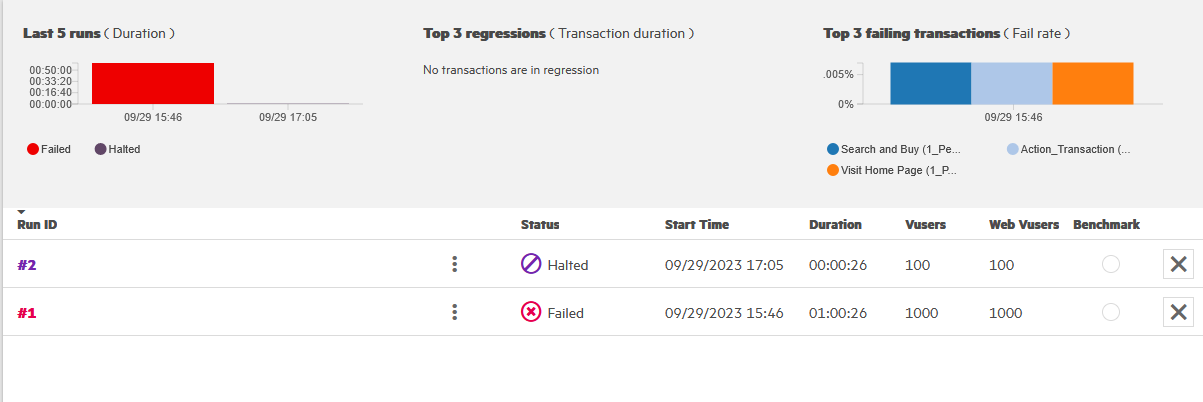 Last 5 runs ( Duration )
00:50:00
00:33:20
00:16:40
00:00:00
09/29 15:46
09/29 17:05
Failed
Halted
Top 3 regressions ( Transaction duration )
No transactions are in regression
Top 3 failing transactions ( Fail rate )
.005%
0%
09/29 15:46
Search and Buy (1_Pe...
Action_Transaction (...
Visit Home Page (1_P...
Run ID Status Start Time Duration Vusers Web Vusers Benchmark
#2 Halted 09/29/2023 17:05 00:00:26 100 100
#1 Failed 09/29/2023 15:46 01:00:26 1000 1000